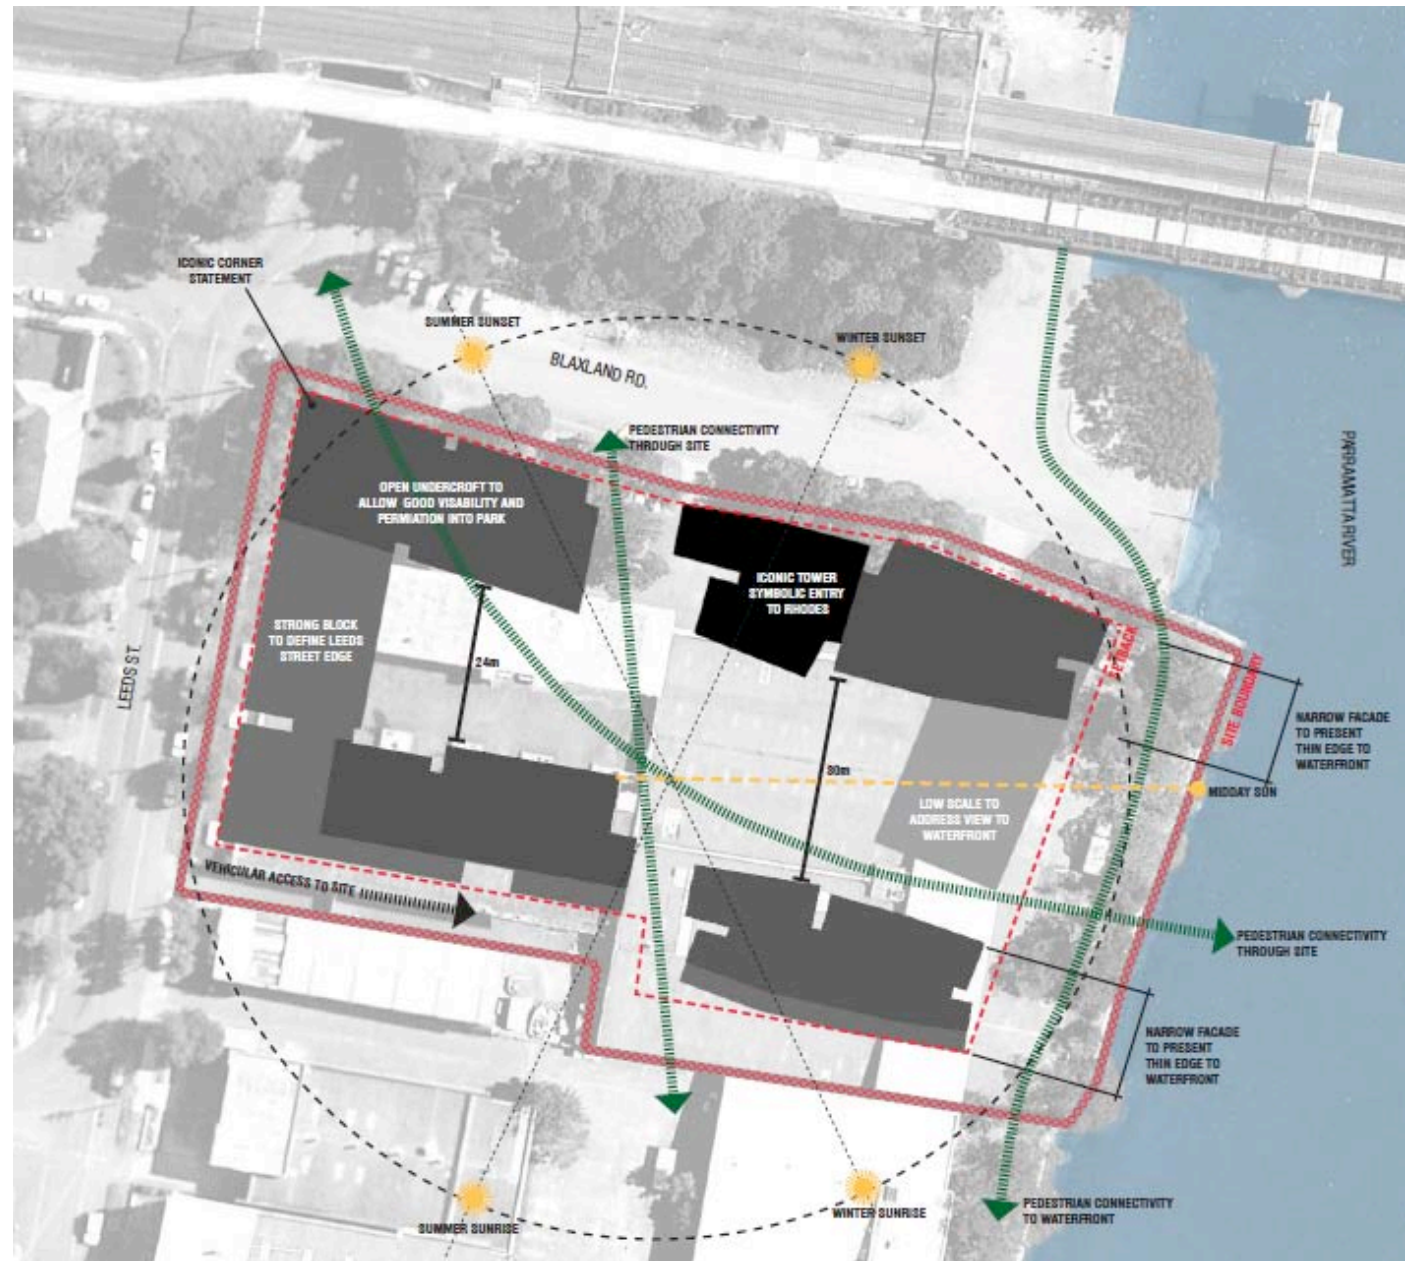 ICONIC CORNER
STATEMENT
SUMMER SUNSET
WINTER SUNSET
BLAXLAND RD.
PEDESTRIAN CONNECTIVITY
THROUGH SITE
PARRAMATTA RIVER
OPEN UNDERCROFT TO
ALLOW GOOD VISABILITY AND
PERMIATION INTO PARK
ICONIC TOWER
SYMBOLIC ENTRY
TO RHODES
STRONG BLOCK
TO DEFINE LEEDS
STREET EDGE
24m
LEEDS ST.
SETBACK
SITE BOUNDARY
NARROW FACADE
TO PRESENT
THIN EDGE TO
WATERFRONT
30m
MIDDAY SUN
LOW SCALE TO
ADDRESS VIEW TO
WATERFRONT
VEHICULAR ACCESS TO SITE
PEDESTRIAN CONNECTIVITY
THROUGH SITE
NARROW FACADE
TO PRESENT
THIN EDGE TO
WATERFRONT
PEDESTRIAN CONNECTIVITY
TO WATERFRONT
SUMMER SUNRISE
WINTER SUNRISE